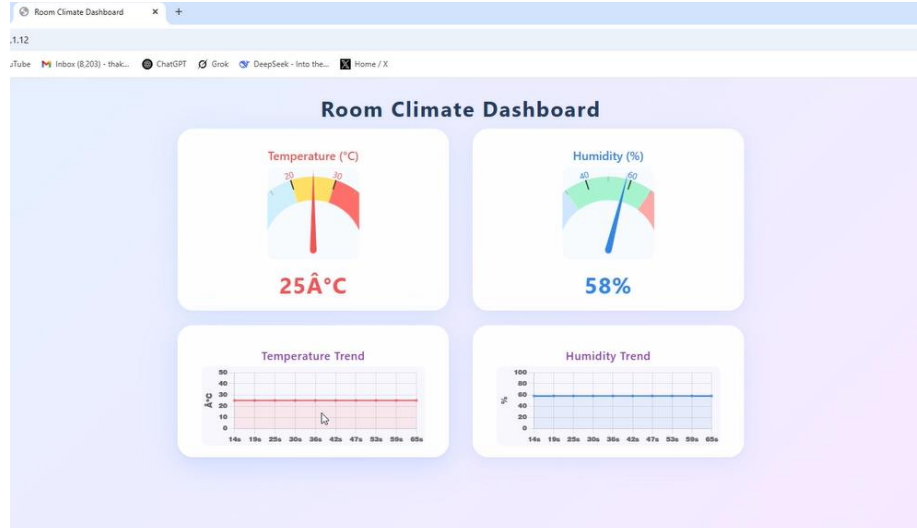 Room Climate Dashboard × +
.1.12
uTube Inbox (8,203) - thak... ChatGPT Grok DeepSeek - Into the... Home / X
Room Climate Dashboard
Temperature (°C)
20 30
25Â°C
Humidity (%)
40 60
58%
Temperature Trend
Â°C
50
40
30
20
10
0
14s 19s 25s 30s 36s 42s 47s 53s 59s 65s
Humidity Trend
%
100
80
60
40
20
0
14s 19s 25s 30s 36s 42s 47s 53s 59s 65s